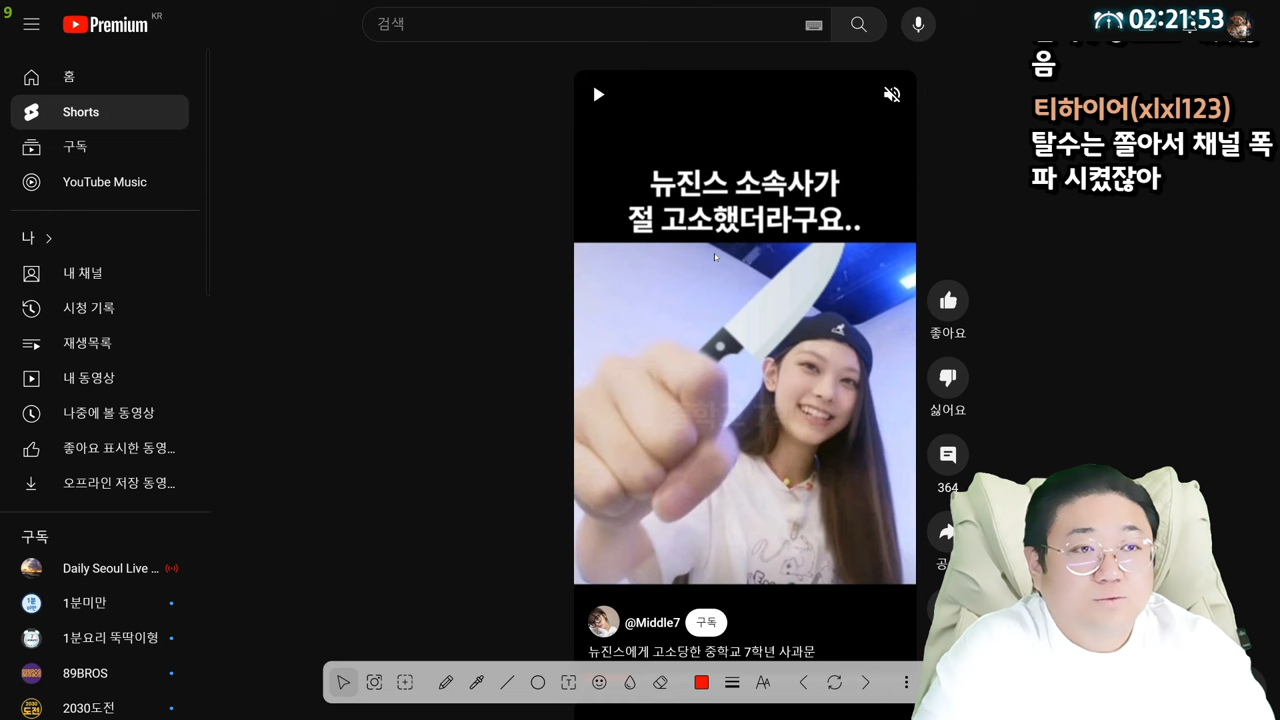 9
Premium KR
검색
02:21:53
음
티하이어(xlxl123)
탈수는 쫄아서 채널 폭
파 시켰잖아
홈
Shorts
구독
YouTube Music
나
내 채널
시청 기록
재생목록
내 동영상
나중에 볼 동영상
좋아요 표시한 동영...
오프라인 저장 동영...
구독
Daily Seoul Live ...
1분미만
1분요리 뚝딱이형
89BROS
2030도전
뉴진스 소속사가
절 고소했더라구요..
좋아요
싫어요
364
@Middle7 구독
뉴진스에게 고소당한 중학교 7학년 사과문